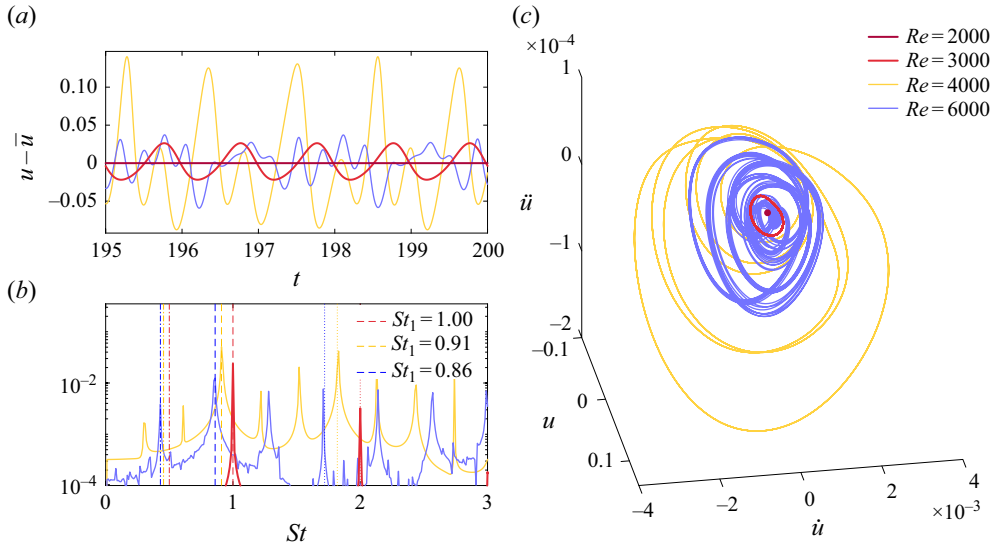 (a)
0.10
0.05
0
−0.05
u − u̅
195 196 197 198 199 200
t
(b)
10⁻²
10⁻⁴
St₁ = 1.00
St₁ = 0.91
St₁ = 0.86
0 1 2 3
St
(c)
×10⁻⁴
1
0
−1
−2
ü
−0.1
0
0.1
u
−4 −2 0 2 4
×10⁻³
u̇
Re = 2000
Re = 3000
Re = 4000
Re = 6000